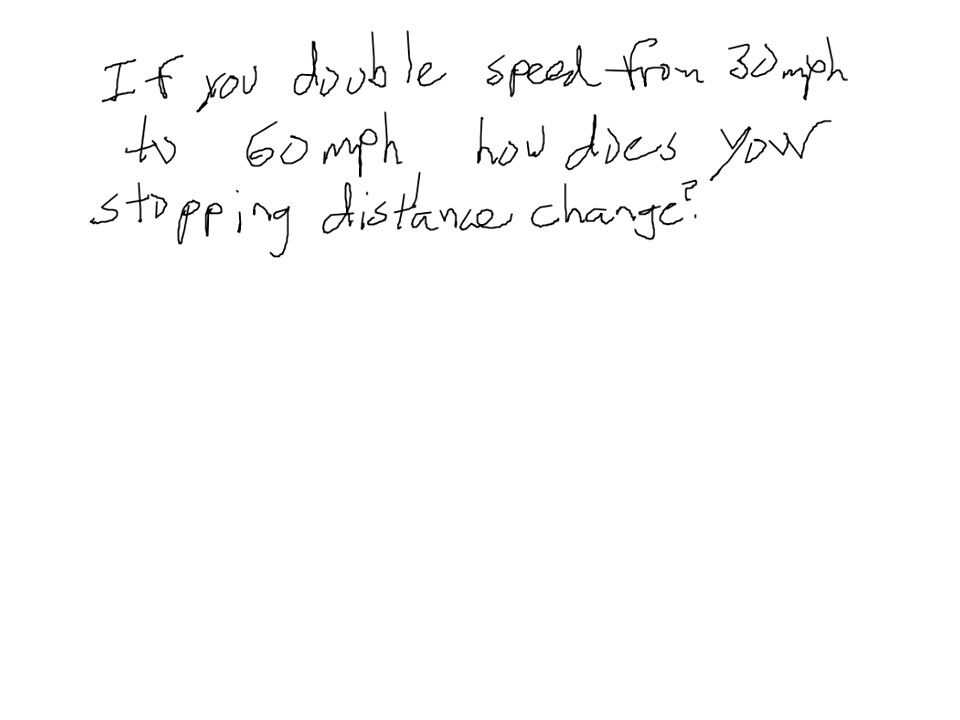 If you double speed from 30mph
to 60mph how does your
stopping distance change?